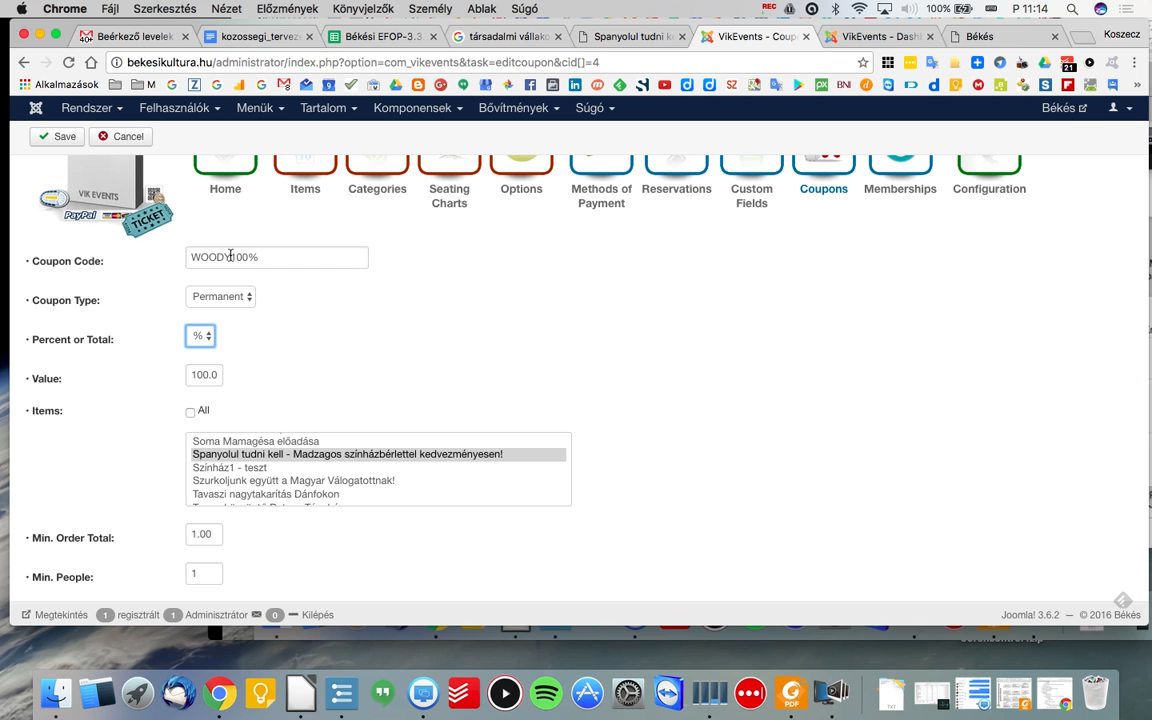 Chrome Fájl Szerkesztés Nézet Előzmények Könyvjelzők Személy Ablak Súgó REC 100% P 11:14
Beérkező levelek kozossegi_tervez Békési EFOP-3.3. társadalmi vállako Spanyolul tudni k VikEvents - Coup VikEvents - Dash Békés Koszecz
bekesikultura.hu/administrator/index.php?option=com_vikevents&task=editcoupon&cid[]=4
Alkalmazások M BNI 21
Rendszer Felhasználók Menük Tartalom Komponensek Bővítmények Súgó Békés
Save Cancel
VIK EVENTS
PayPal
TICKET
Home Items Categories Seating Charts Options Methods of Payment Reservations Custom Fields Coupons Memberships Configuration
Coupon Code: WOODY100%
Coupon Type: Permanent
Percent or Total: %
Value: 100.0
Items: All
Soma Mamagésa előadása
Spanyolul tudni kell - Madzagos színházbérlettel kedvezményesen!
Színház1 - teszt
Szurkoljunk együtt a Magyar Válogatottnak!
Tavaszi nagytakarítás Dánfokon
Min. Order Total: 1.00
Min. People: 1
Megtekintés 1 regisztrált 1 Adminisztrátor 0 Kilépés Joomla! 3.6.2 — © 2016 Békés
PDF